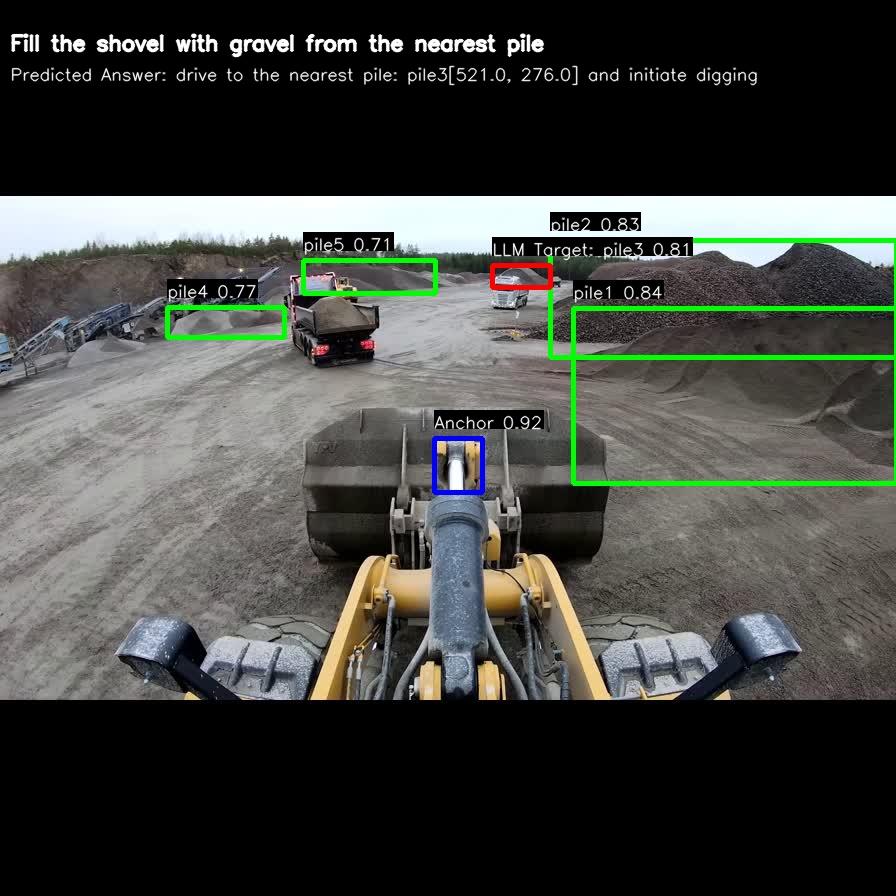 Fill the shovel with gravel from the nearest pile
Predicted Answer: drive to the nearest pile: pile3[521.0, 276.0] and initiate digging
pile2 0.83
pile5 0.71
LLM Target: pile3 0.81
pile4 0.77
pile1 0.84
Anchor 0.92